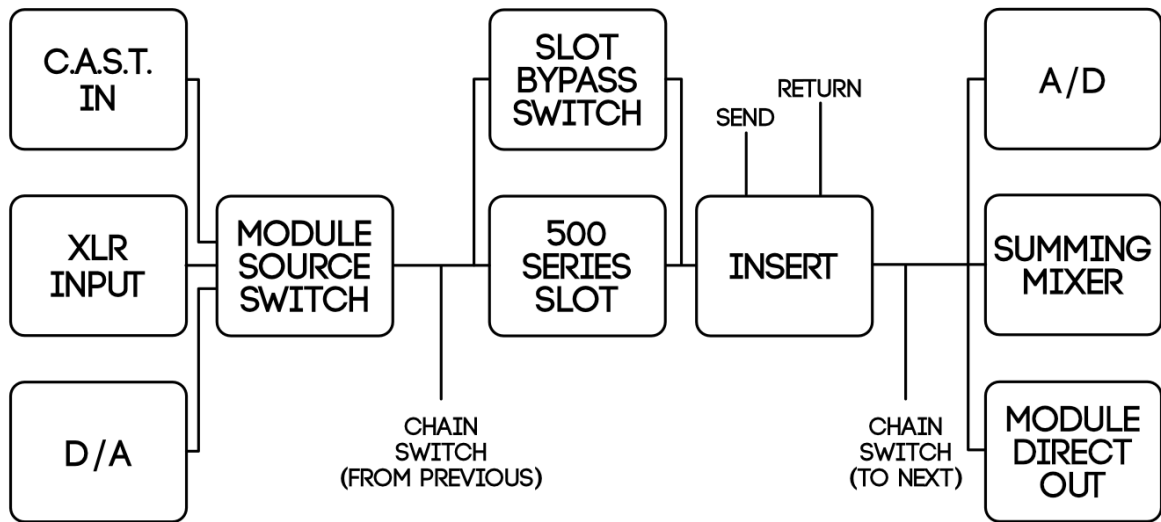 C.A.S.T.
IN
XLR
INPUT
D/A
MODULE
SOURCE
SWITCH
CHAIN
SWITCH
(FROM PREVIOUS)
SLOT
BYPASS
SWITCH
500
SERIES
SLOT
SEND
RETURN
INSERT
CHAIN
SWITCH
(TO NEXT)
A/D
SUMMING
MIXER
MODULE
DIRECT
OUT